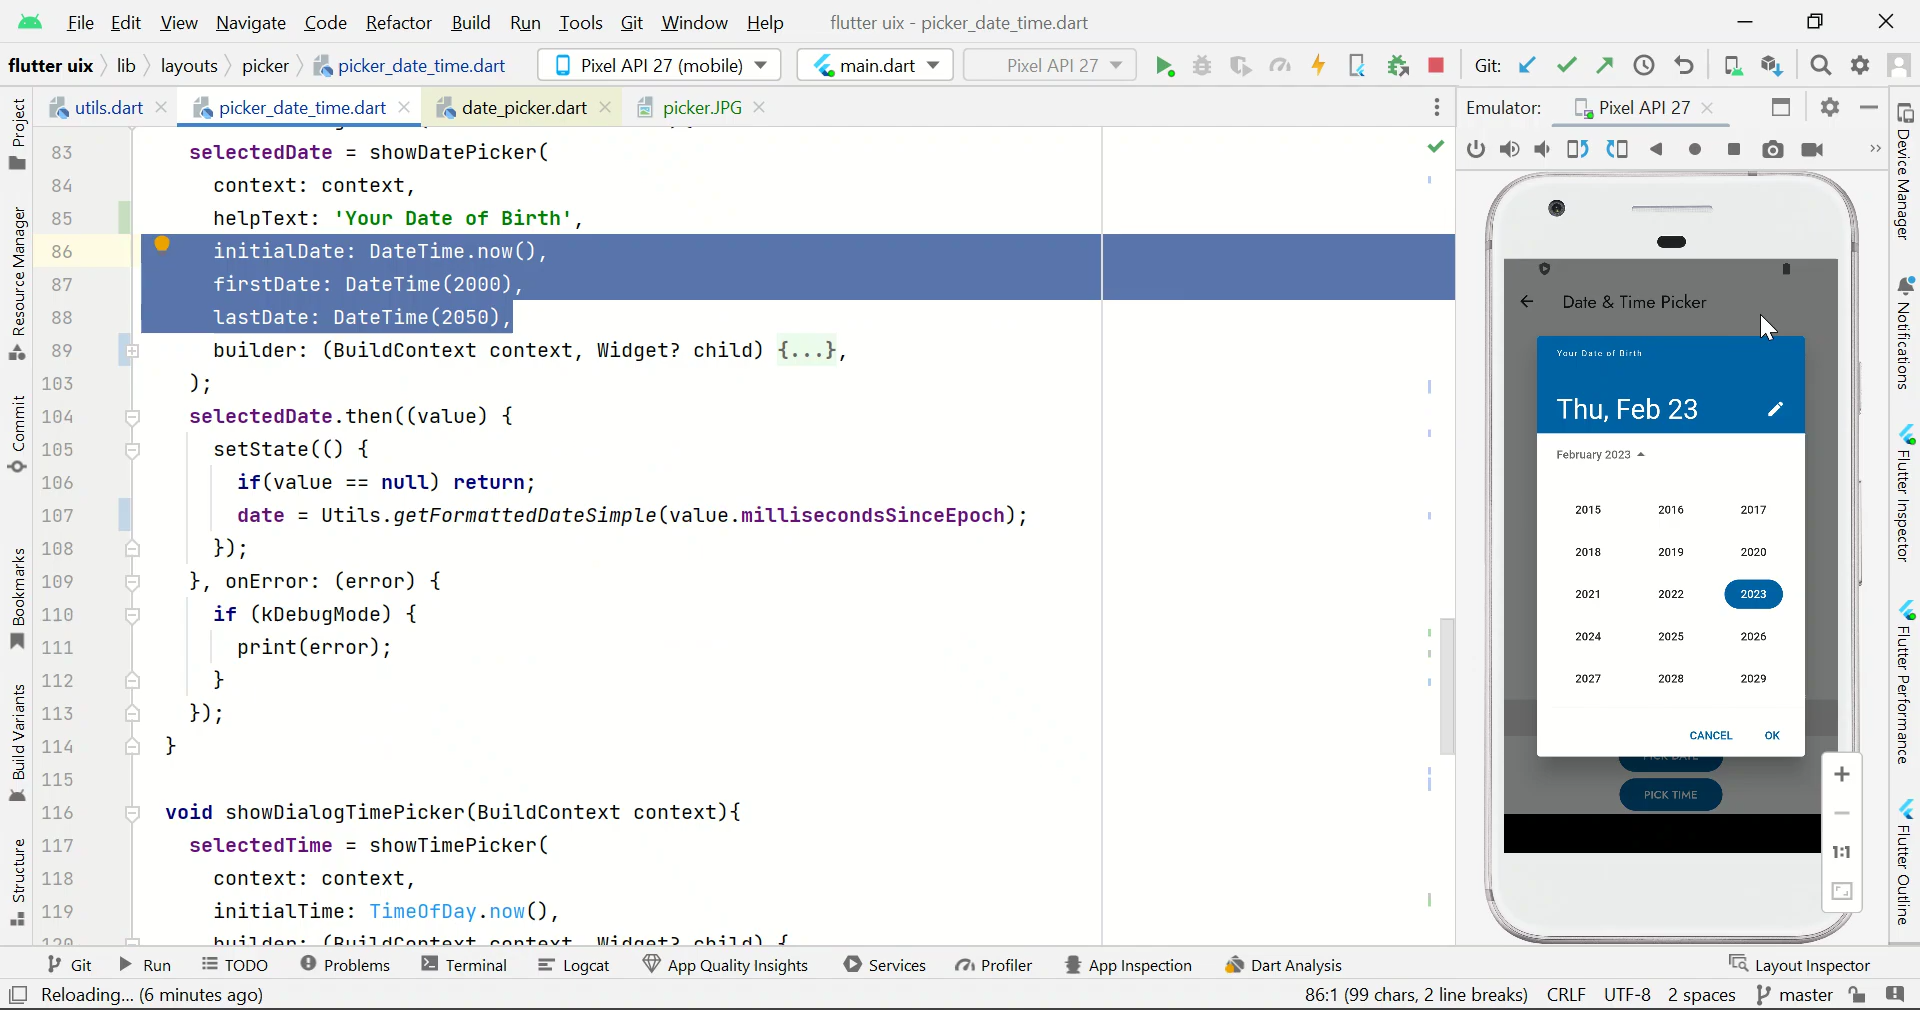 File Edit View Navigate Code Refactor Build Run Tools Git Window Help flutter uix - picker_date_time.dart
flutter uix lib layouts picker picker_date_time.dart Pixel API 27 (mobile) main.dart Pixel API 27 Git:
utils.dart picker_date_time.dart date_picker.dart picker.JPG Emulator: Pixel API 27
Project
Resource Manager
Commit
Bookmarks
Build Variants
Structure
83 selectedDate = showDatePicker(
84 context: context,
85 helpText: 'Your Date of Birth',
86 initialDate: DateTime.now(),
87 firstDate: DateTime(2000),
88 lastDate: DateTime(2050),
89 builder: (BuildContext context, Widget? child) {...},
103 );
104 selectedDate.then((value) {
105 setState(() {
106 if(value == null) return;
107 date = Utils.getFormattedDateSimple(value.millisecondsSinceEpoch);
108 });
109 }, onError: (error) {
110 if (kDebugMode) {
111 print(error);
112 }
113 });
114 }
115
116 void showDialogTimePicker(BuildContext context){
117 selectedTime = showTimePicker(
118 context: context,
119 initialTime: TimeOfDay.now(),
120 builder: (BuildContext context, Widget? child) {
Date & Time Picker
Your Date of Birth
Thu, Feb 23
February 2023
2015 2016 2017
2018 2019 2020
2021 2022 2023
2024 2025 2026
2027 2028 2029
CANCEL OK
PICK DATE
PICK TIME
1:1
Device Manager
Notifications
Flutter Inspector
Flutter Performance
Flutter Outline
Git Run TODO Problems Terminal Logcat App Quality Insights Services Profiler App Inspection Dart Analysis Layout Inspector
Reloading... (6 minutes ago) 86:1 (99 chars, 2 line breaks) CRLF UTF-8 2 spaces master